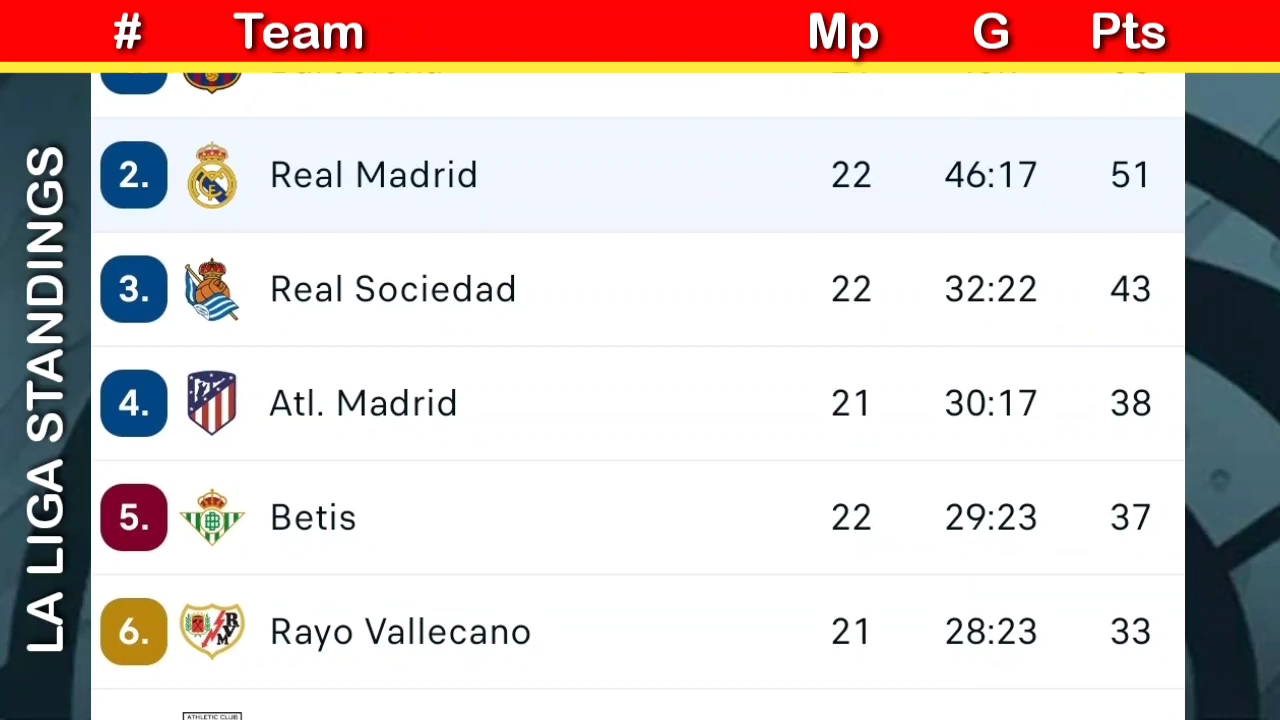 # Team Mp G Pts
LA LIGA STANDINGS
2. Real Madrid 22 46:17 51
3. Real Sociedad 22 32:22 43
4. Atl. Madrid 21 30:17 38
5. Betis 22 29:23 37
6. Rayo Vallecano 21 28:23 33
ATHLETIC CLUB